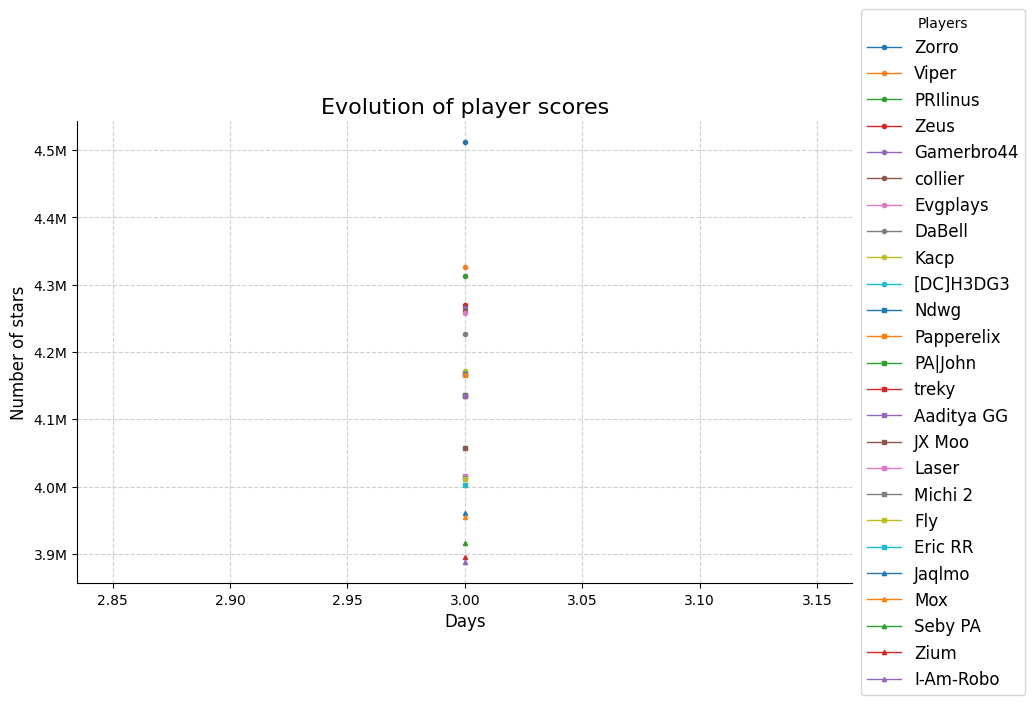 Evolution of player scores
Number of stars
4.5M
4.4M
4.3M
4.2M
4.1M
4.0M
3.9M
2.85
2.90
2.95
3.00
3.05
3.10
3.15
Days
Players
Zorro
Viper
PRIlinus
Zeus
Gamerbro44
collier
Evgplays
DaBell
Kacp
[DC]H3DG3
Ndwg
Papperelix
PA|John
treky
Aaditya GG
JX Moo
Laser
Michi 2
Fly
Eric RR
Jaqlmo
Mox
Seby PA
Zium
I-Am-Robo